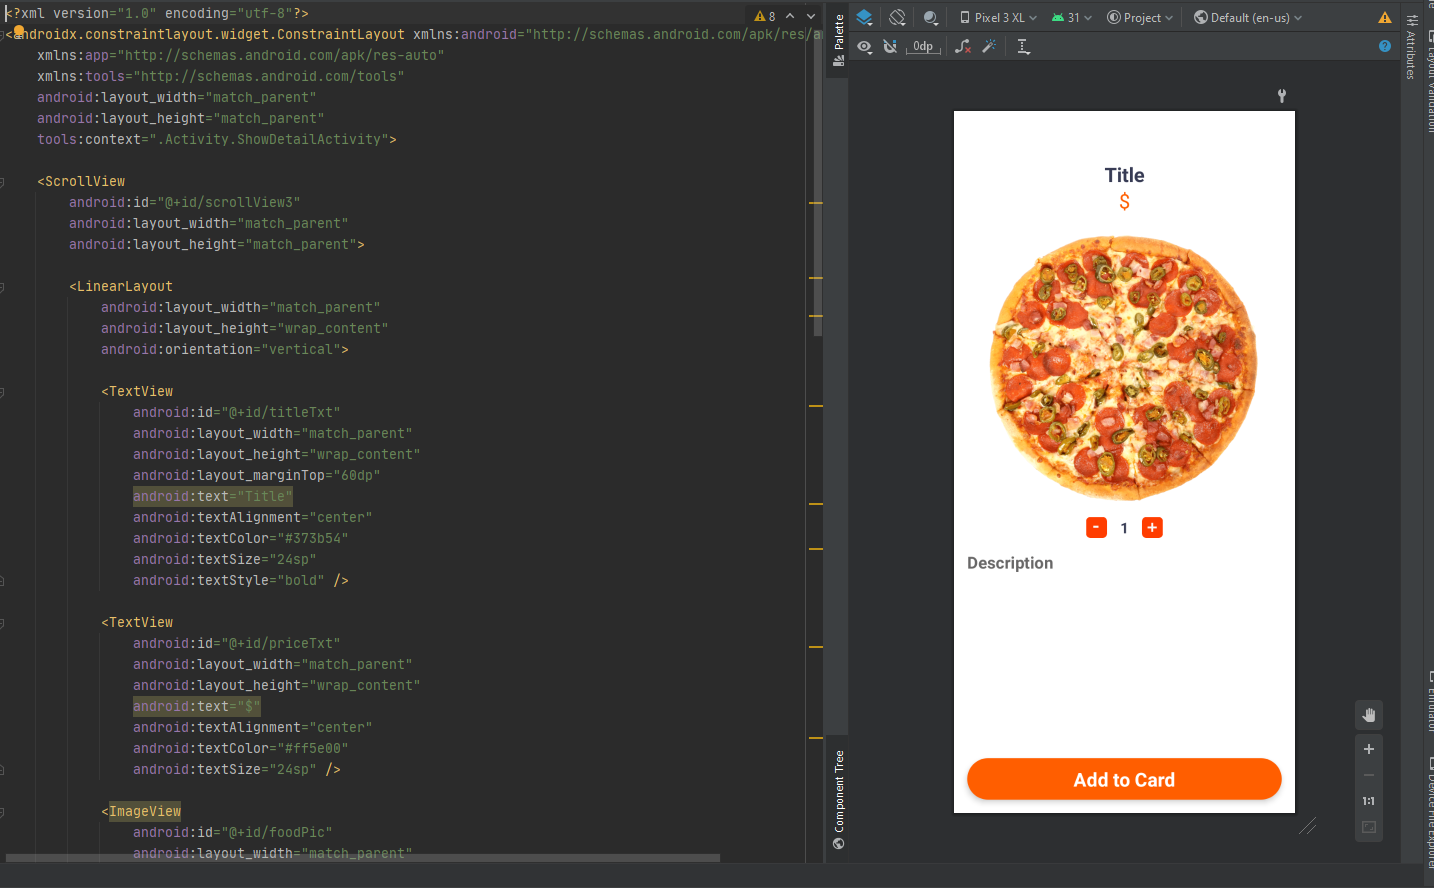 <?xml version="1.0" encoding="utf-8"?>
<androidx.constraintlayout.widget.ConstraintLayout xmlns:android="http://schemas.android.com/apk/res/an
xmlns:app="http://schemas.android.com/apk/res-auto"
xmlns:tools="http://schemas.android.com/tools"
android:layout_width="match_parent"
android:layout_height="match_parent"
tools:context=".Activity.ShowDetailActivity">
<ScrollView
android:id="@+id/scrollView3"
android:layout_width="match_parent"
android:layout_height="match_parent">
<LinearLayout
android:layout_width="match_parent"
android:layout_height="wrap_content"
android:orientation="vertical">
<TextView
android:id="@+id/titleTxt"
android:layout_width="match_parent"
android:layout_height="wrap_content"
android:layout_marginTop="60dp"
android:text="Title"
android:textAlignment="center"
android:textColor="#373b54"
android:textSize="24sp"
android:textStyle="bold" />
<TextView
android:id="@+id/priceTxt"
android:layout_width="match_parent"
android:layout_height="wrap_content"
android:text="$"
android:textAlignment="center"
android:textColor="#ff5e00"
android:textSize="24sp" />
<ImageView
android:id="@+id/foodPic"
android:layout_width="match_parent"
8
Palette
Component Tree
Pixel 3 XL
31
Project
Default (en-us)
0dp
?
Title
$
- 1 +
Description
Add to Card
+
1:1
Attributes
Layout Validation
Emulator
Device File Explorer